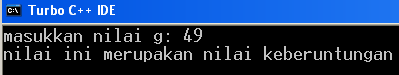 Turbo C++ IDE
masukkan nilai g: 49
nilai ini merupakan nilai keberuntungan